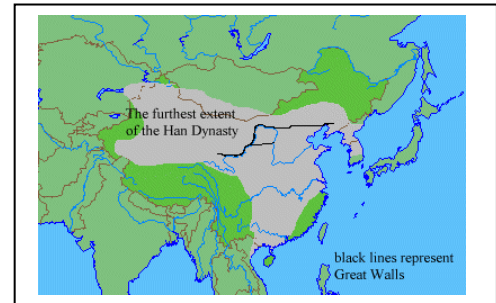 The furthest extent
of the Han Dynasty
black lines represent
Great Walls